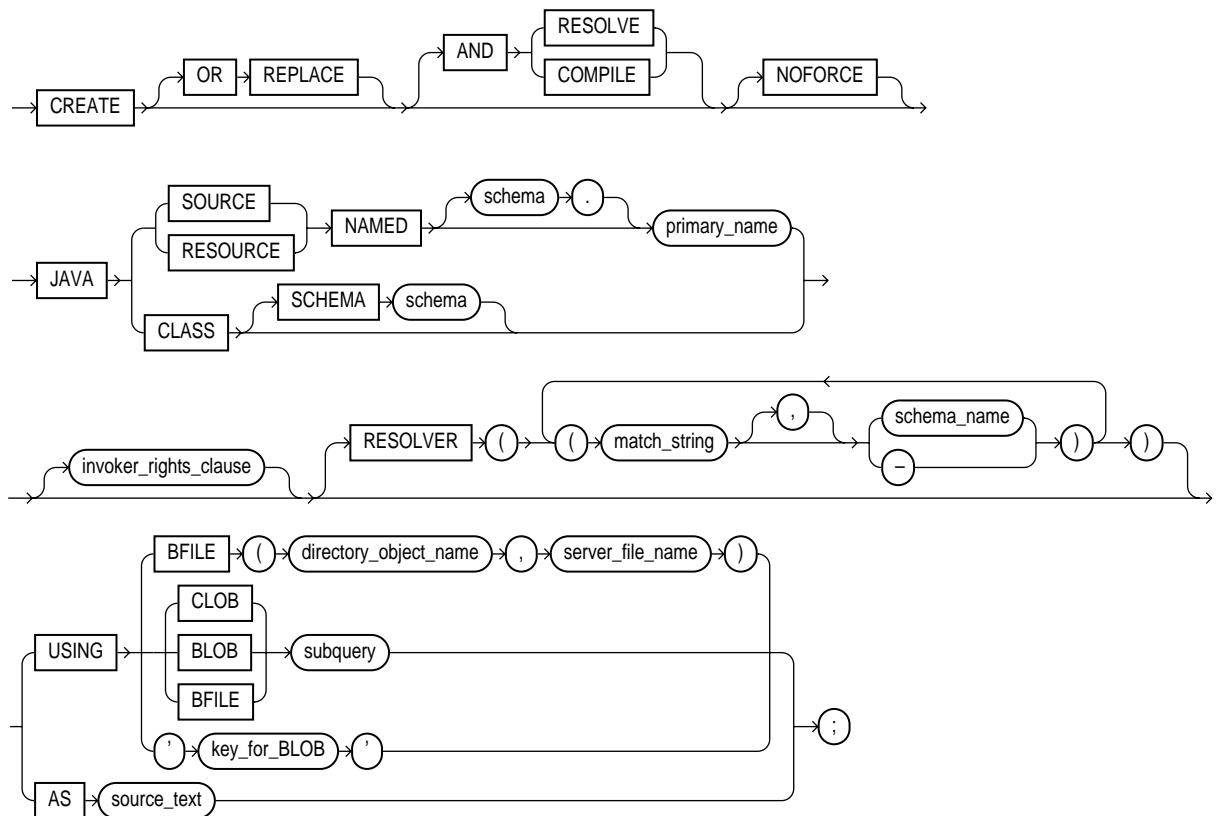 OR REPLACE AND RESOLVE
COMPILE NOFORCE
CREATE
SOURCE NAMED schema .
RESOURCE primary_name
JAVA
CLASS SCHEMA schema
invoker_rights_clause RESOLVER ( ( match_string , schema_name ) )
–
BFILE ( directory_object_name , server_file_name )
CLOB
USING BLOB subquery
BFILE
' key_for_BLOB ' ;
AS source_text